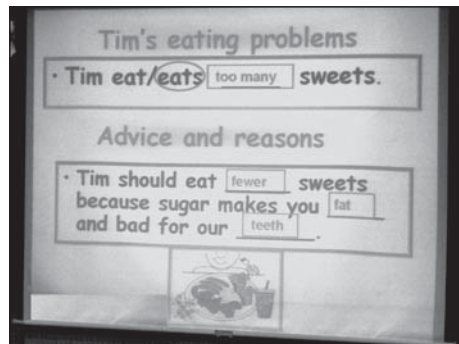 Tim's eating problems
· Tim eat/eats too many sweets.
Advice and reasons
· Tim should eat fewer sweets
because sugar makes you fat
and bad for our teeth.